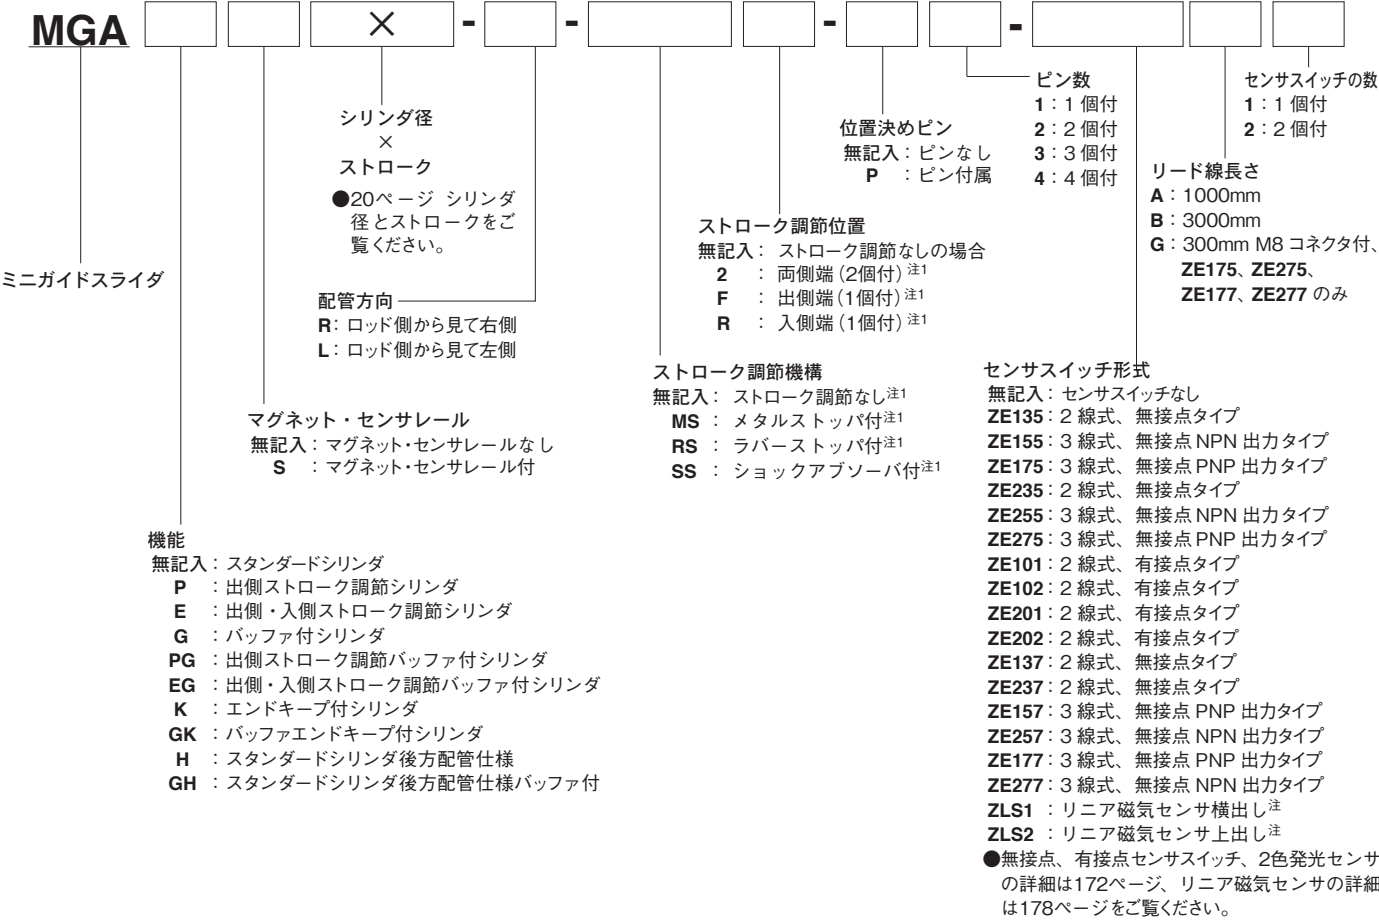 MGA × - - - -
ミニガイドスライダ
機能
無記入：スタンダードシリンダ
P ：出側ストローク調節シリンダ
E ：出側・入側ストローク調節シリンダ
G ：バッファ付シリンダ
PG ：出側ストローク調節バッファ付シリンダ
EG ：出側・入側ストローク調節バッファ付シリンダ
K ：エンドキープ付シリンダ
GK ：バッファエンドキープ付シリンダ
H ：スタンダードシリンダ後方配管仕様
GH ：スタンダードシリンダ後方配管仕様バッファ付
マグネット・センサレール
無記入：マグネット・センサレールなし
S ：マグネット・センサレール付
シリンダ径
×
ストローク
●20ページ シリンダ
径とストロークをご
覧ください。
配管方向
R：ロッド側から見て右側
L：ロッド側から見て左側
ストローク調節機構
無記入：ストローク調節なし注1
MS ：メタルストッパ付注1
RS ：ラバーストッパ付注1
SS ：ショックアブソーバ付注1
ストローク調節位置
無記入：ストローク調節なしの場合
2 ：両側端（2個付）注1
F ：出側端（1個付）注1
R ：入側端（1個付）注1
位置決めピン
無記入：ピンなし
P ：ピン付属
ピン数
1：1個付
2：2個付
3：3個付
4：4個付
センサスイッチ形式
無記入：センサスイッチなし
ZE135：2線式、無接点タイプ
ZE155：3線式、無接点 NPN 出力タイプ
ZE175：3線式、無接点 PNP 出力タイプ
ZE235：2線式、無接点タイプ
ZE255：3線式、無接点 NPN 出力タイプ
ZE275：3線式、無接点 PNP 出力タイプ
ZE101：2線式、有接点タイプ
ZE102：2線式、有接点タイプ
ZE201：2線式、有接点タイプ
ZE202：2線式、有接点タイプ
ZE137：2線式、無接点タイプ
ZE237：2線式、無接点タイプ
ZE157：3線式、無接点 PNP 出力タイプ
ZE257：3線式、無接点 NPN 出力タイプ
ZE177：3線式、無接点 PNP 出力タイプ
ZE277：3線式、無接点 NPN 出力タイプ
ZLS1 ：リニア磁気センサ横出し注
ZLS2 ：リニア磁気センサ上出し注
●無接点、有接点センサスイッチ、2色発光センサ
の詳細は172ページ、リニア磁気センサの詳細
は178ページをご覧ください。
リード線長さ
A：1000mm
B：3000mm
G：300mm M8 コネクタ付、
ZE175、ZE275、
ZE177、ZE277 のみ
センサスイッチの数
1：1個付
2：2個付